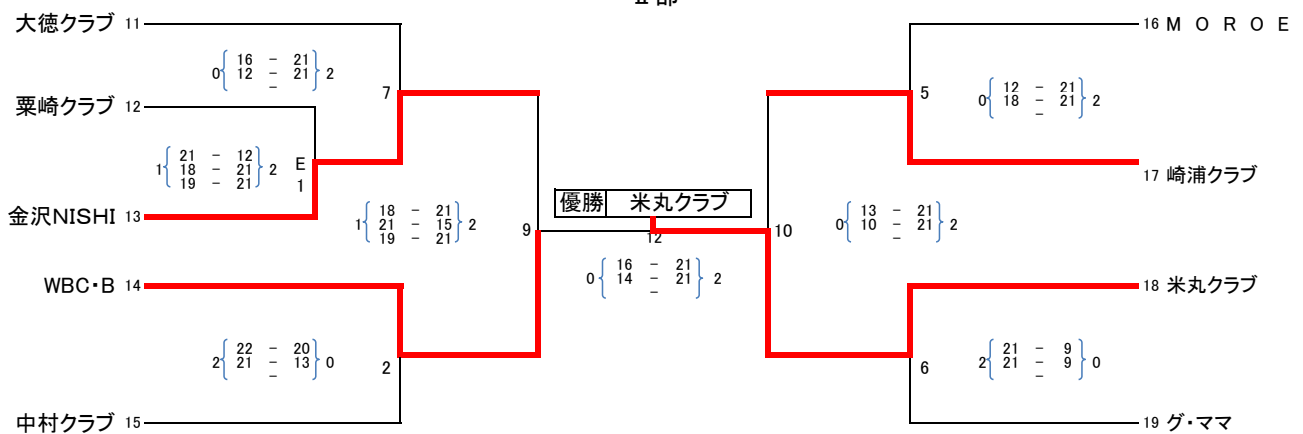 Ⅱ部
大徳クラブ 11
16 ＭＯＲＯＥ
0 { 16 - 21 } 2
12 - 21
-
7
5
0 { 12 - 21 } 2
18 - 21
-
粟崎クラブ 12
1 { 21 - 12 } 2
18 - 21
19 - 21
E
1
17 崎浦クラブ
金沢NISHI 13
優勝 米丸クラブ
1 { 18 - 21 } 2
21 - 15
19 - 21
9
12
10
0 { 13 - 21 } 2
10 - 21
-
0 { 16 - 21 } 2
14 - 21
-
WBC・B 14
18 米丸クラブ
2 { 22 - 20 } 0
21 - 13
-
2
6
2 { 21 - 9 } 0
21 - 9
-
中村クラブ 15
19 グ・ママ